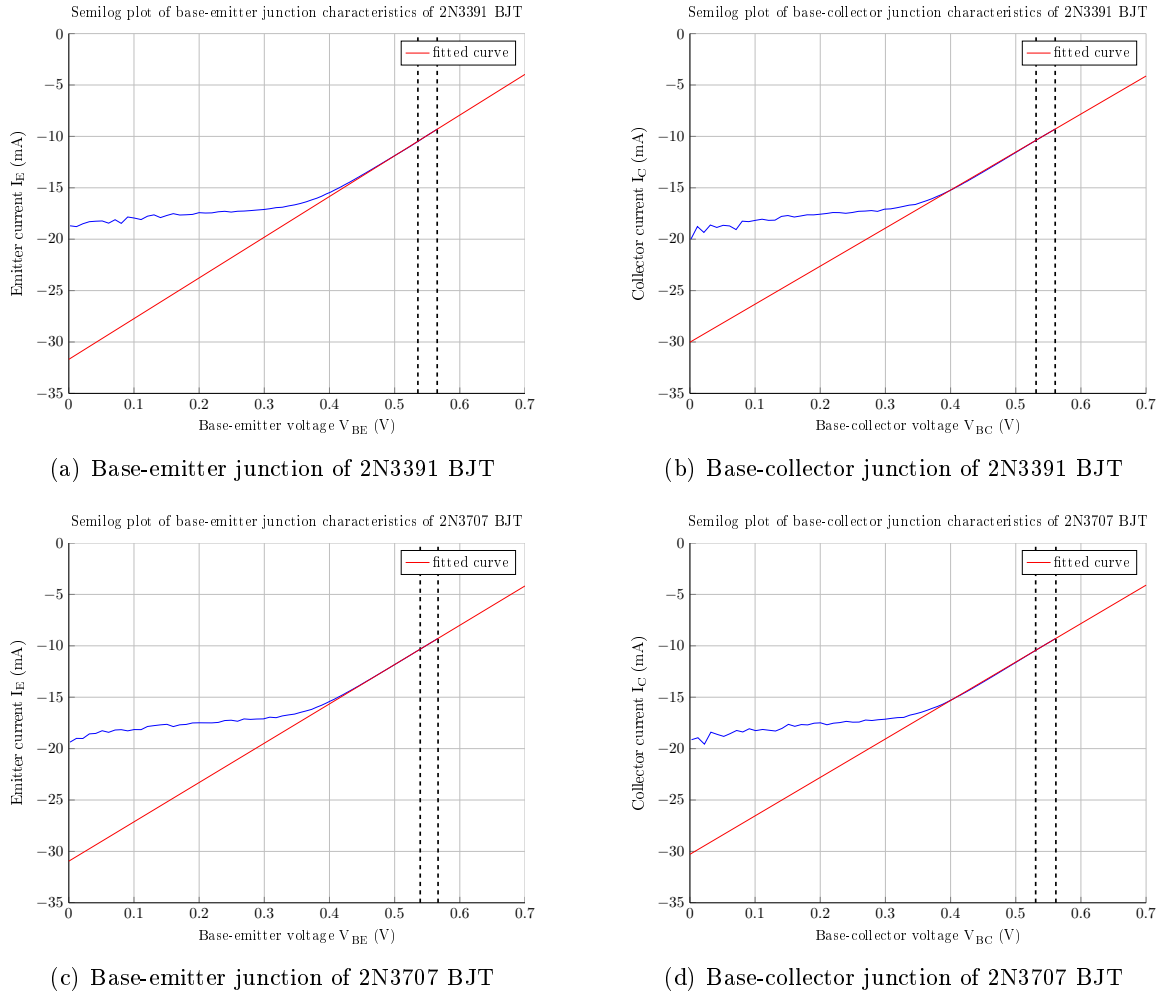 Semilog plot of base-emitter junction characteristics of 2N3391 BJT
0
−5
−10
−15
−20
−25
−30
−35
0 0.1 0.2 0.3 0.4 0.5 0.6 0.7
Emitter current I_E (mA)
Base-emitter voltage V_BE (V)
fitted curve
(a) Base-emitter junction of 2N3391 BJT
Semilog plot of base-collector junction characteristics of 2N3391 BJT
0
−5
−10
−15
−20
−25
−30
−35
0 0.1 0.2 0.3 0.4 0.5 0.6 0.7
Collector current I_C (mA)
Base-collector voltage V_BC (V)
fitted curve
(b) Base-collector junction of 2N3391 BJT
Semilog plot of base-emitter junction characteristics of 2N3707 BJT
0
−5
−10
−15
−20
−25
−30
−35
0 0.1 0.2 0.3 0.4 0.5 0.6 0.7
Emitter current I_E (mA)
Base-emitter voltage V_BE (V)
fitted curve
(c) Base-emitter junction of 2N3707 BJT
Semilog plot of base-collector junction characteristics of 2N3707 BJT
0
−5
−10
−15
−20
−25
−30
−35
0 0.1 0.2 0.3 0.4 0.5 0.6 0.7
Collector current I_C (mA)
Base-collector voltage V_BC (V)
fitted curve
(d) Base-collector junction of 2N3707 BJT